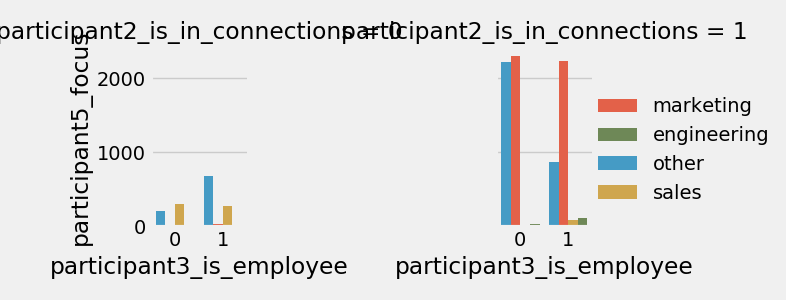 participant2_is_in_connections = 0
participant2_is_in_connections = 1
participant5_focus
2000
1000
0
0 1
0 1
participant3_is_employee
participant3_is_employee
marketing
engineering
other
sales